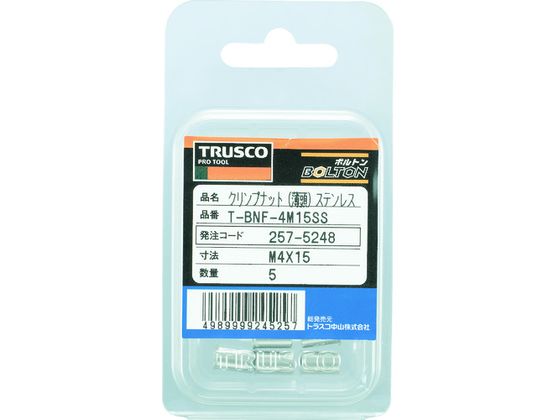 TRUSCO
PRO TOOL
ボルトン
BOLTON
品名 クリンプナット(薄頭)ステンレス
品番 T-BNF-4M15SS
発注コード 257-5248
寸法 M4X15
数量 5
4989999245257
総発売元
トラスコ中山株式会社